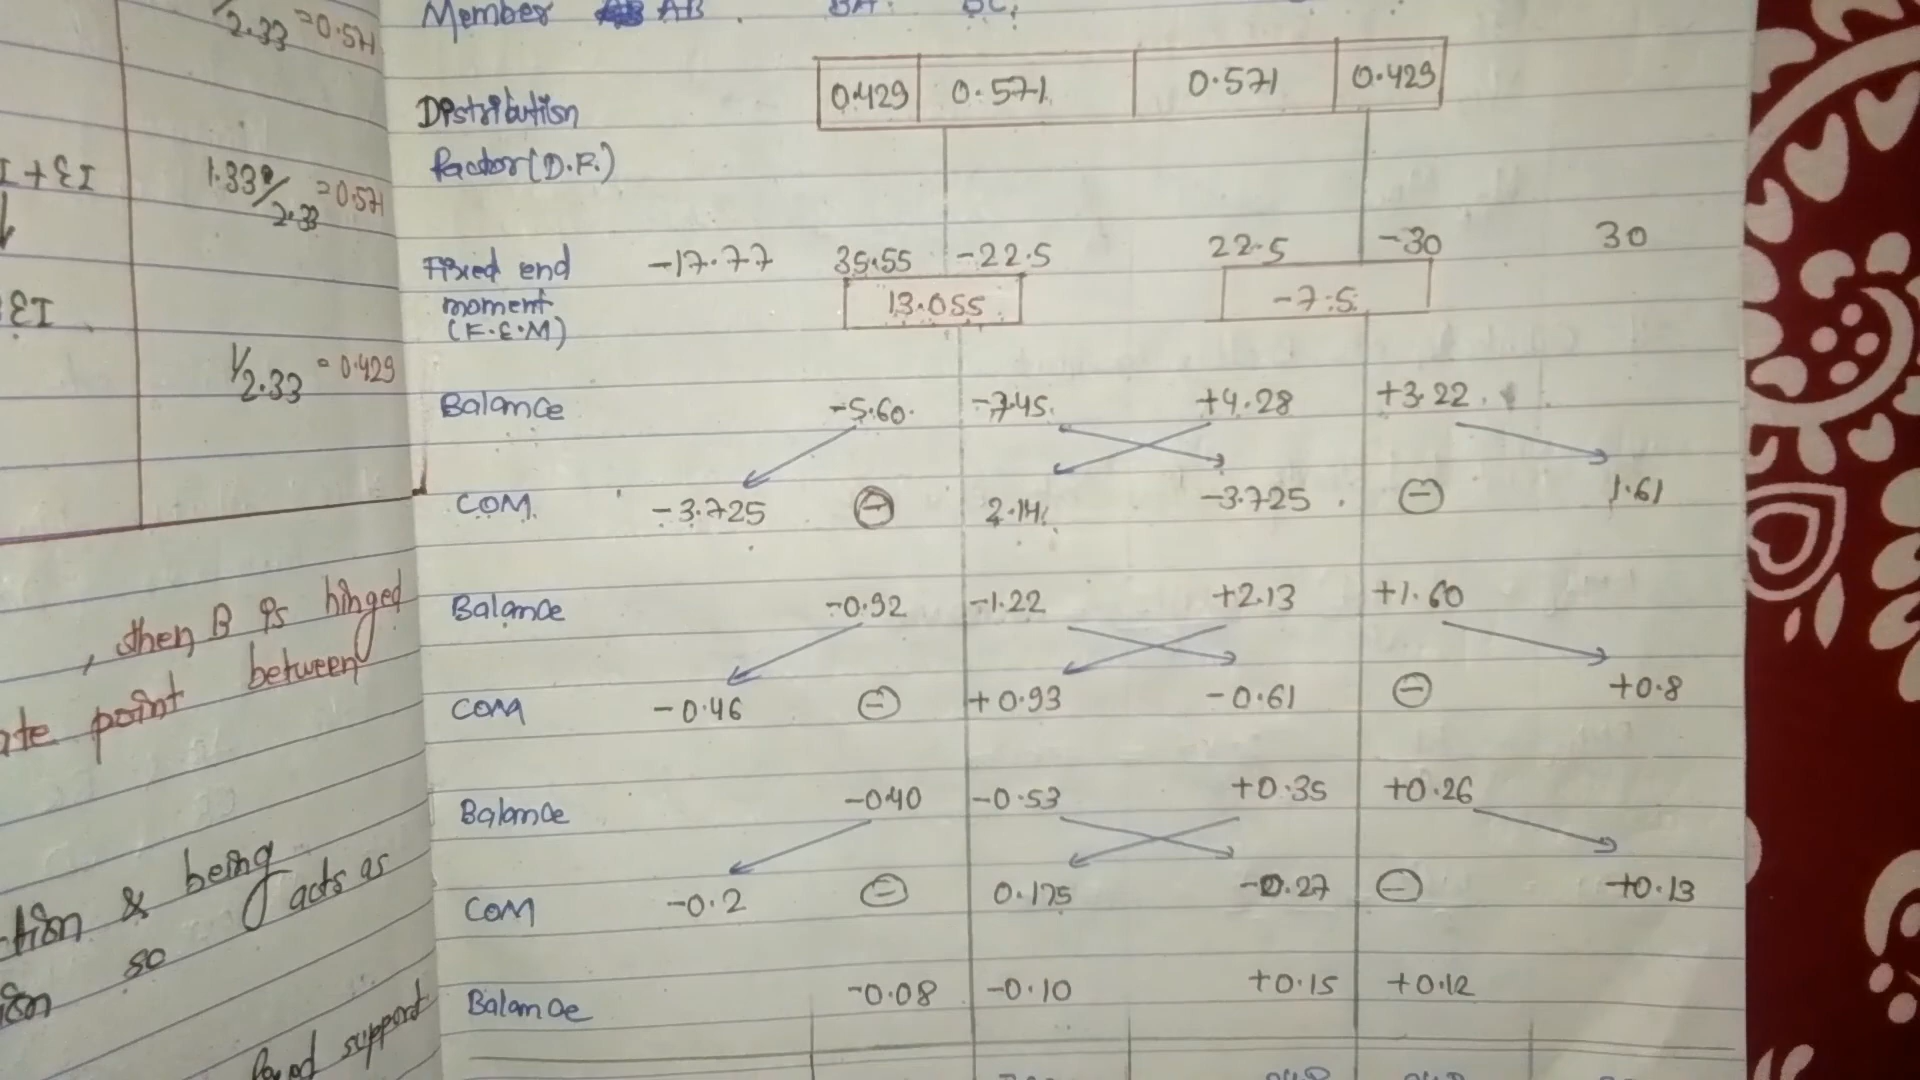 2.33 =0.571
Member AB BA. BC.
Distribution 0.429 0.571 0.571 0.429
factor (D.F.)
1.33/2.33 =0.571
Fixed end -17.77 35.55 -22.5 22.5 -30 30
moment 13.055 -7.5
(F.E.M)
1/2.33 =0.429
Balance -5.60 -7.45 +4.28 +3.22
COM. -3.725 - 2.14 -3.725 - 1.61
, then B is hinged
point between
Balance -0.92 -1.22 +2.13 +1.60
COM -0.46 - +0.93 -0.61 - +0.8
Balance -0.40 -0.53 +0.35 +0.26
& being
so acts as
COM -0.2 - 0.175 -0.27 - +0.13
Balance -0.08 -0.10 +0.15 +0.12
support